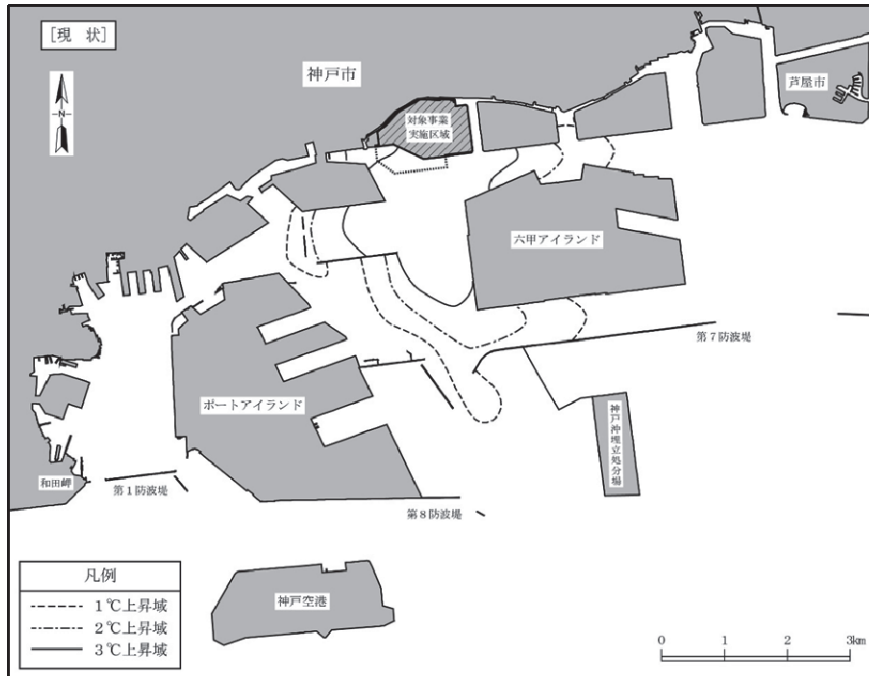 [現 状]
神戸市
芦屋市
N
対象事業
実施区域
六甲アイランド
第7防波堤
ポートアイランド
神戸沖埋立処分場
和田岬
第1防波堤
第8防波堤
神戸空港
凡例
1℃上昇域
2℃上昇域
3℃上昇域
0 1 2 3km